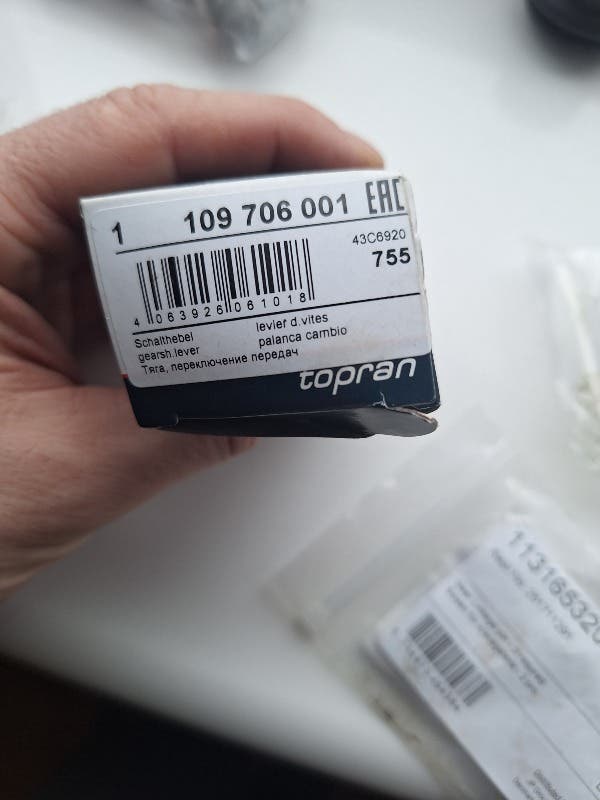 1 109 706 001 EAC
43C6920
755
4 063926 061018
Schalthebel levier d.vites
gearsh.lever palanca cambio
Тяга, переключение передач
topran
1131653200